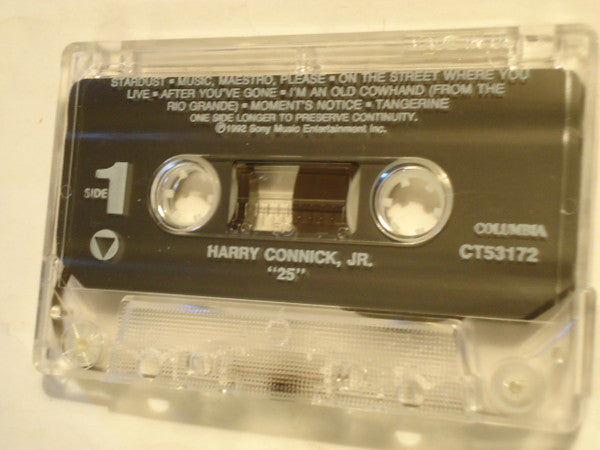 STARDUST • MUSIC, MAESTRO, PLEASE • ON THE STREET WHERE YOU
LIVE • AFTER YOU'VE GONE • I'M AN OLD COWHAND (FROM THE
RIO GRANDE) • MOMENT'S NOTICE • TANGERINE
ONE SIDE LONGER TO PRESERVE CONTINUITY.
℗1992 Sony Music Entertainment Inc.
SIDE 1
COLUMBIA
HARRY CONNICK, JR.
CT53172
"25"